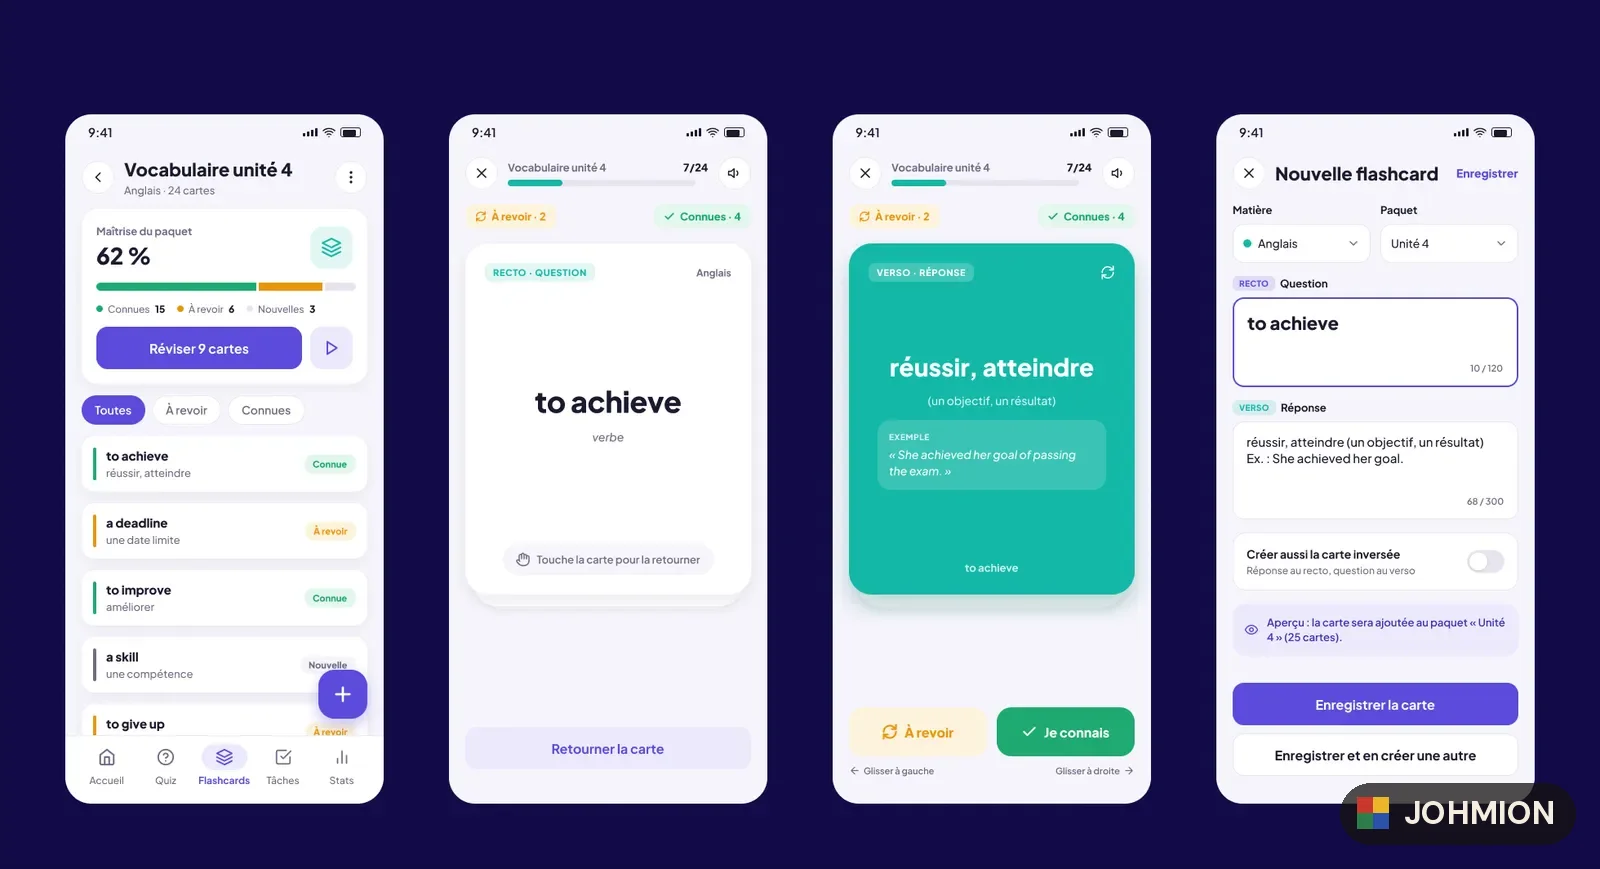 9:41
Vocabulaire unité 4
Anglais · 24 cartes
Maîtrise du paquet
62 %
Connues 15 À revoir 6 Nouvelles 3
Réviser 9 cartes
Toutes À revoir Connues
to achieve
réussir, atteindre
Connue
a deadline
une date limite
À revoir
to improve
améliorer
Connue
a skill
une compétence
Nouvelle
to give up
À revoir
Accueil Quiz Flashcards Tâches Stats
9:41
Vocabulaire unité 4 7/24
À revoir · 2 Connues · 4
RECTO · QUESTION Anglais
to achieve
verbe
Touche la carte pour la retourner
Retourner la carte
9:41
Vocabulaire unité 4 7/24
À revoir · 2 Connues · 4
VERSO · RÉPONSE
réussir, atteindre
(un objectif, un résultat)
EXEMPLE
« She achieved her goal of passing
the exam. »
to achieve
À revoir Je connais
← Glisser à gauche Glisser à droite →
9:41
Nouvelle flashcard Enregistrer
Matière Paquet
Anglais Unité 4
RECTO Question
to achieve
10 / 120
VERSO Réponse
réussir, atteindre (un objectif, un résultat)
Ex. : She achieved her goal.
68 / 300
Créer aussi la carte inversée
Réponse au recto, question au verso
Aperçu : la carte sera ajoutée au paquet « Unité
4 » (25 cartes).
Enregistrer la carte
Enregistrer et en créer une autre
JOHMION